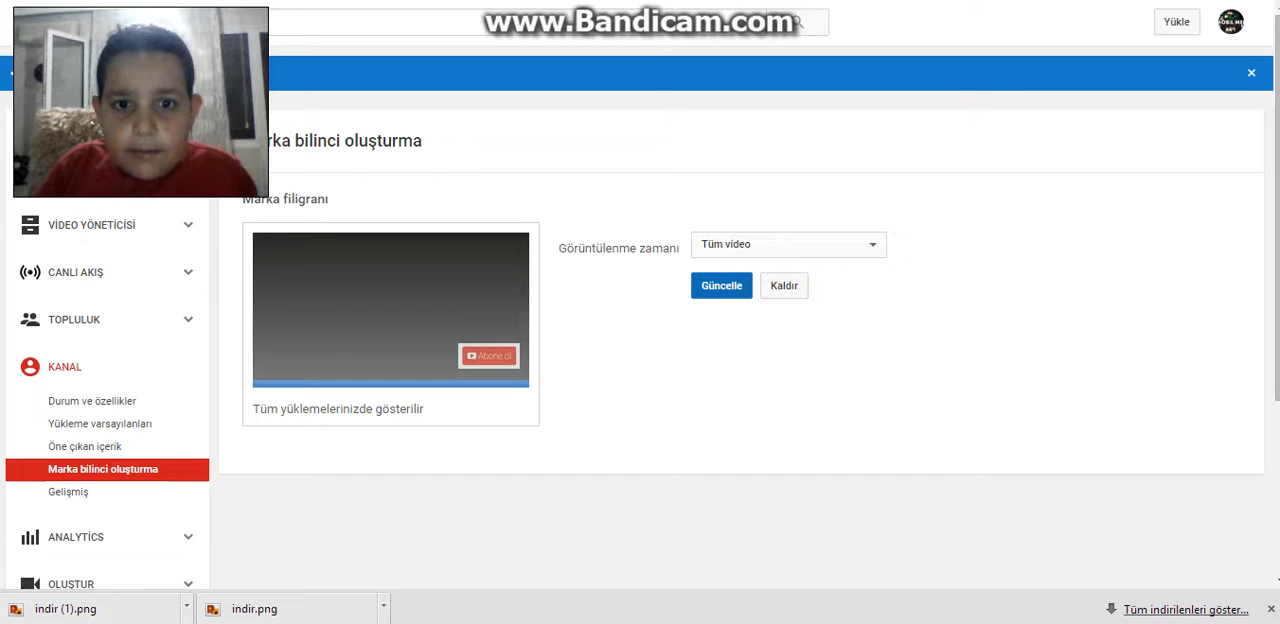 www.Bandicam.com
Yükle
rka bilinci oluşturma
Marka filigranı
VİDEO YÖNETİCİSİ
Görüntülenme zamanı
Tüm video
CANLI AKIŞ
Güncelle
Kaldır
TOPLULUK
Abone ol
KANAL
Durum ve özellikler
Tüm yüklemelerinizde gösterilir
Yükleme varsayılanları
Öne çıkan içerik
Marka bilinci oluşturma
Gelişmiş
ANALYTICS
OLUŞTUR
indir (1).png
indir.png
Tüm indirilenleri göster...